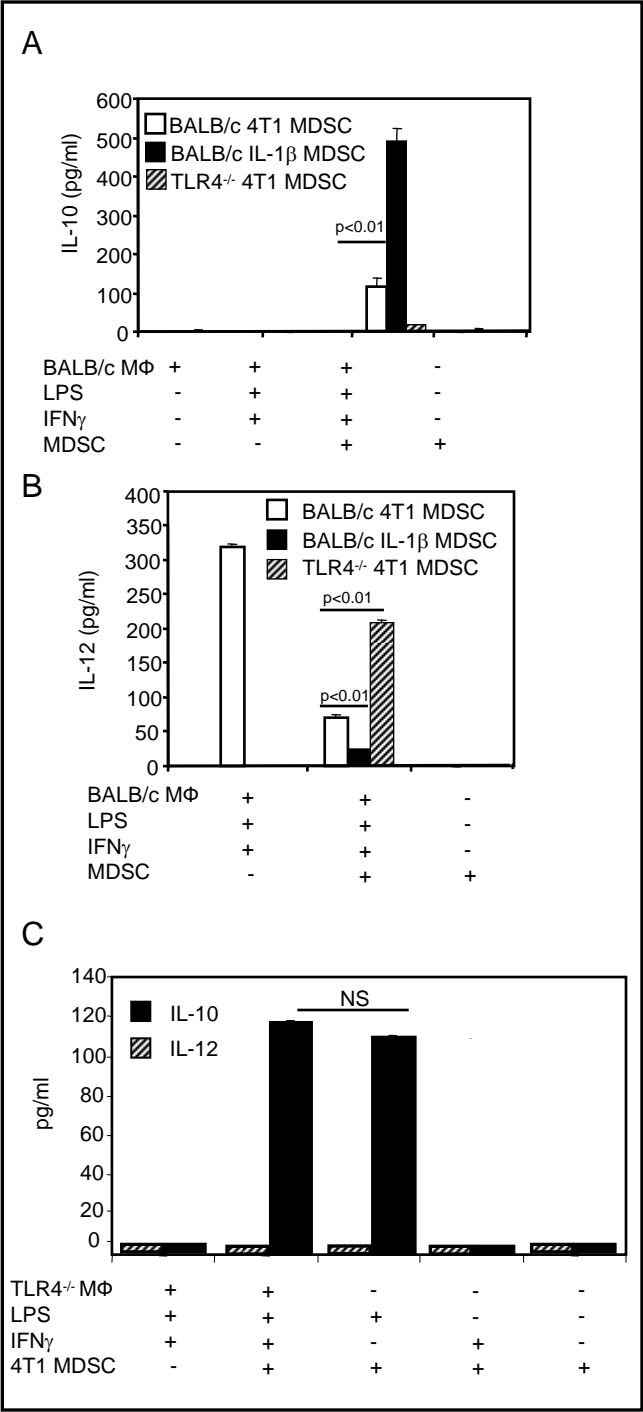 A
600
500
400
300
200
100
0
IL-10 (pg/ml)
BALB/c 4T1 MDSC
BALB/c IL-1β MDSC
TLR4-/- 4T1 MDSC
p<0.01
BALB/c MΦ + + + -
LPS - + + -
IFNγ - + + -
MDSC - - + +
B
400
350
300
250
200
150
100
50
0
IL-12 (pg/ml)
BALB/c 4T1 MDSC
BALB/c IL-1β MDSC
TLR4-/- 4T1 MDSC
p<0.01
p<0.01
BALB/c MΦ + + -
LPS + + -
IFNγ + + -
MDSC - + +
C
140
120
100
80
60
40
20
0
pg/ml
IL-10
IL-12
NS
TLR4-/- MΦ + + - - -
LPS + + + - -
IFNγ + + - + -
4T1 MDSC - + + + +